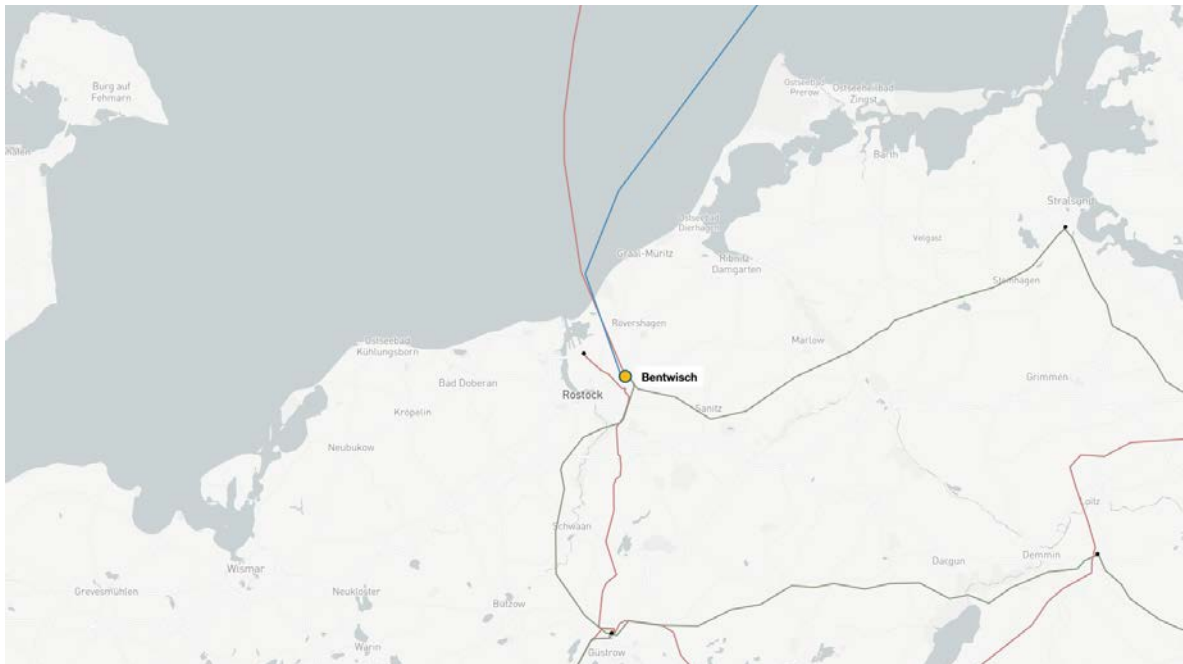 Burg auf
Fehmarn
Ostseebad
Prerow
Ostseeheilbad
Zingst
Barth
Stralsund
Ostseebad
Dierhagen
Velgast
Graal-Müritz
Ribnitz-
Damgarten
Steinhagen
Rövershagen
Ostseebad
Kühlungsborn
Marlow
Bad Doberan
Bentwisch
Grimmen
Rostock
Sanitz
Kröpelin
Neubukow
Loitz
Schwaan
Wismar
Dargun
Demmin
Grevesmühlen
Neukloster
Bützow
Warin
Güstrow